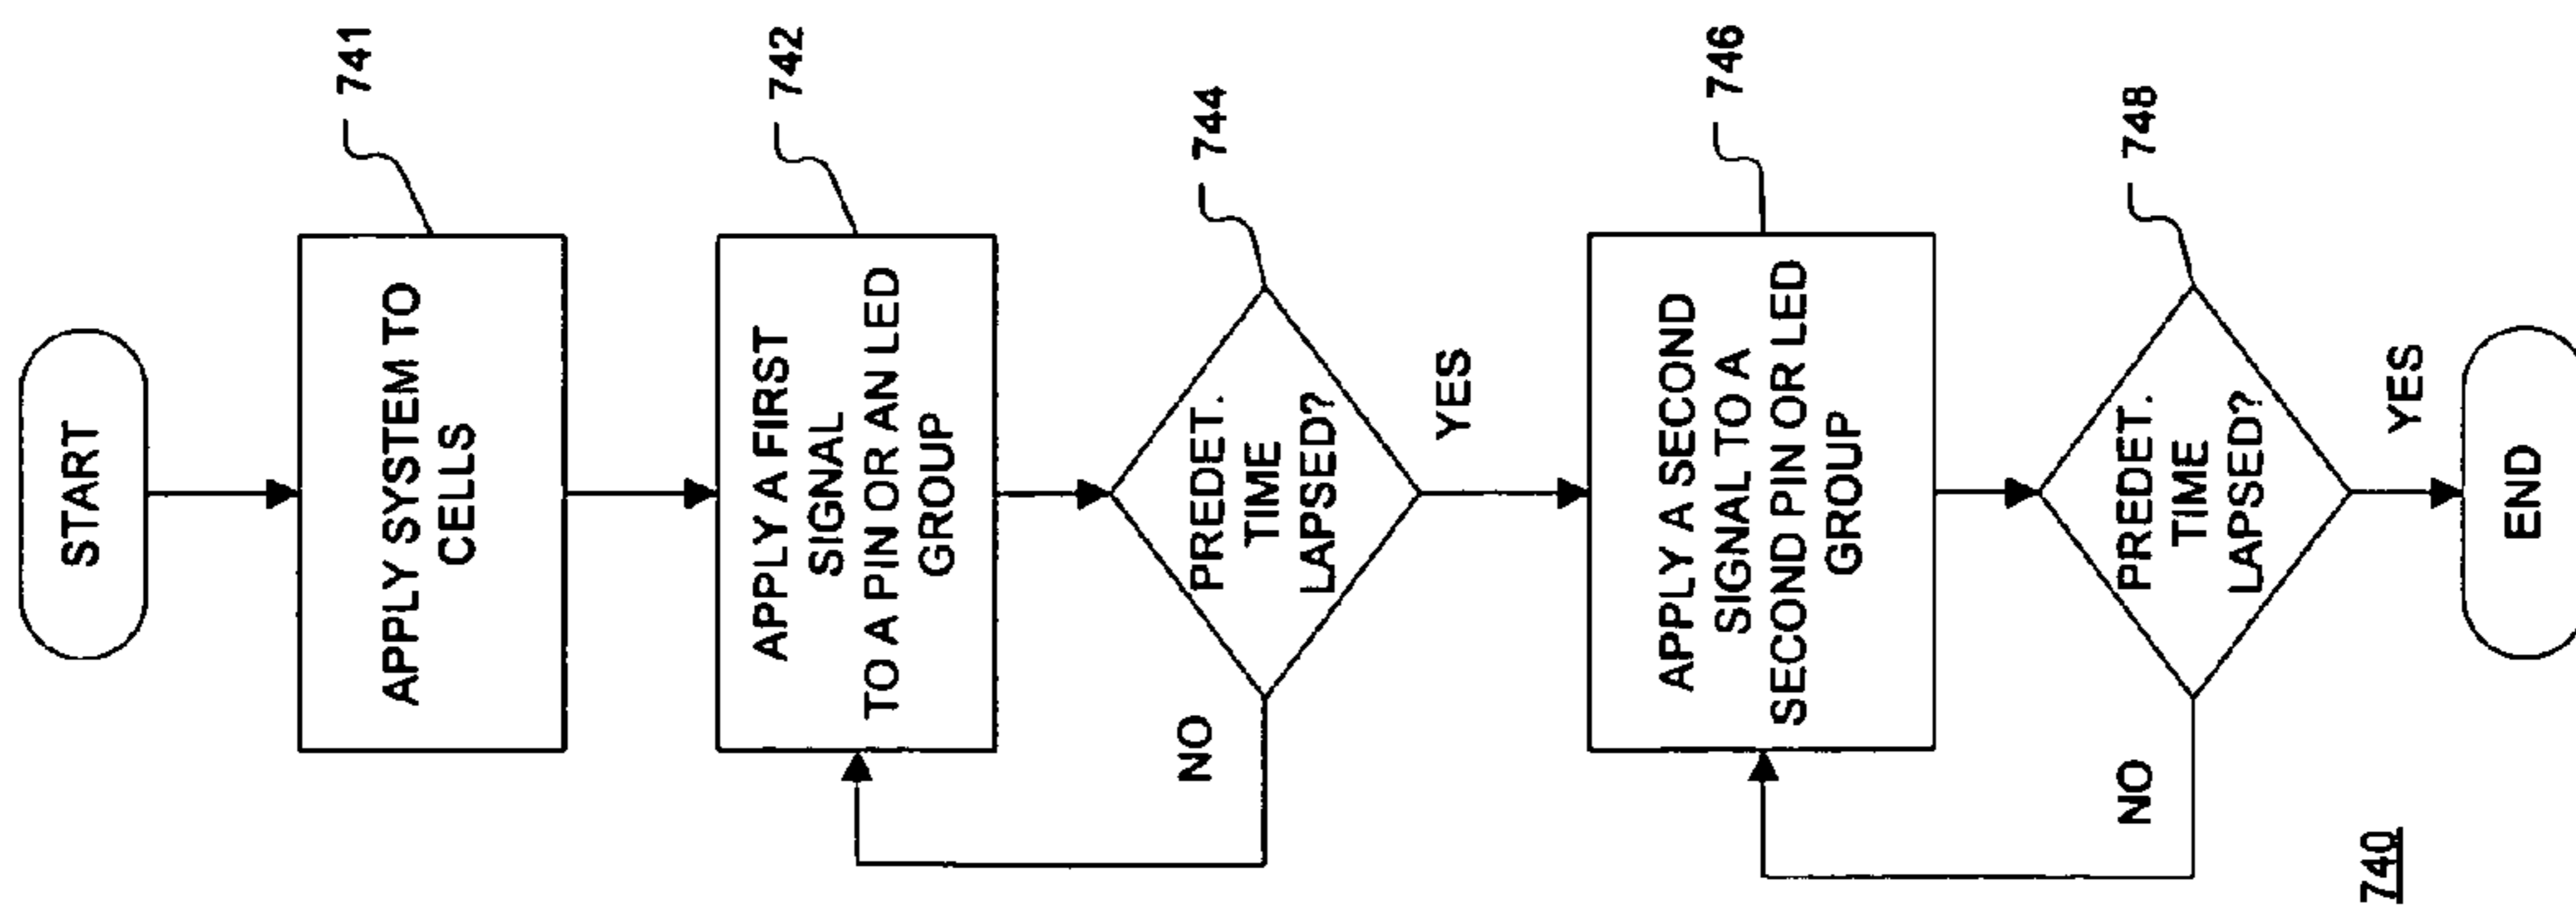 START
741
APPLY SYSTEM TO
CELLS
742
APPLY A FIRST
SIGNAL
TO A PIN OR AN LED
GROUP
744
PREDET.
TIME
LAPSED?
NO
YES
746
APPLY A SECOND
SIGNAL TO A
SECOND PIN OR LED
GROUP
748
PREDET.
TIME
LAPSED?
NO
YES
END
740